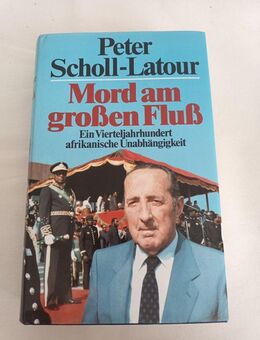 Peter
Scholl-Latour
Mord am
großen Fluß
Ein Vierteljahrhundert
afrikanische Unabhängigkeit